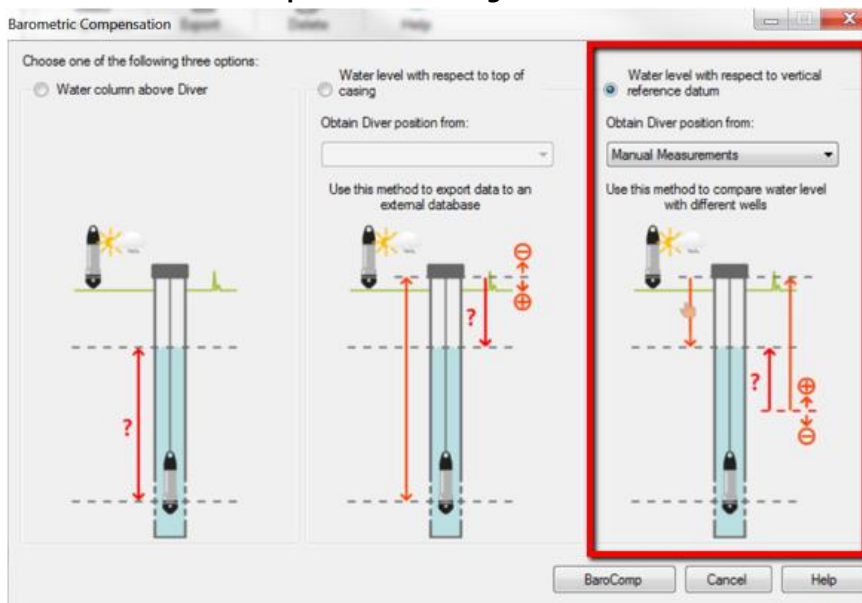 Export
Delete
Help
Barometric Compensation
Choose one of the following three options:
Water column above Diver
Water level with respect to top of
casing
Obtain Diver position from:
Use this method to export data to an
external database
?
?
Water level with respect to vertical
reference datum
Obtain Diver position from:
Manual Measurements
Use this method to compare water level
with different wells
?
BaroComp
Cancel
Help